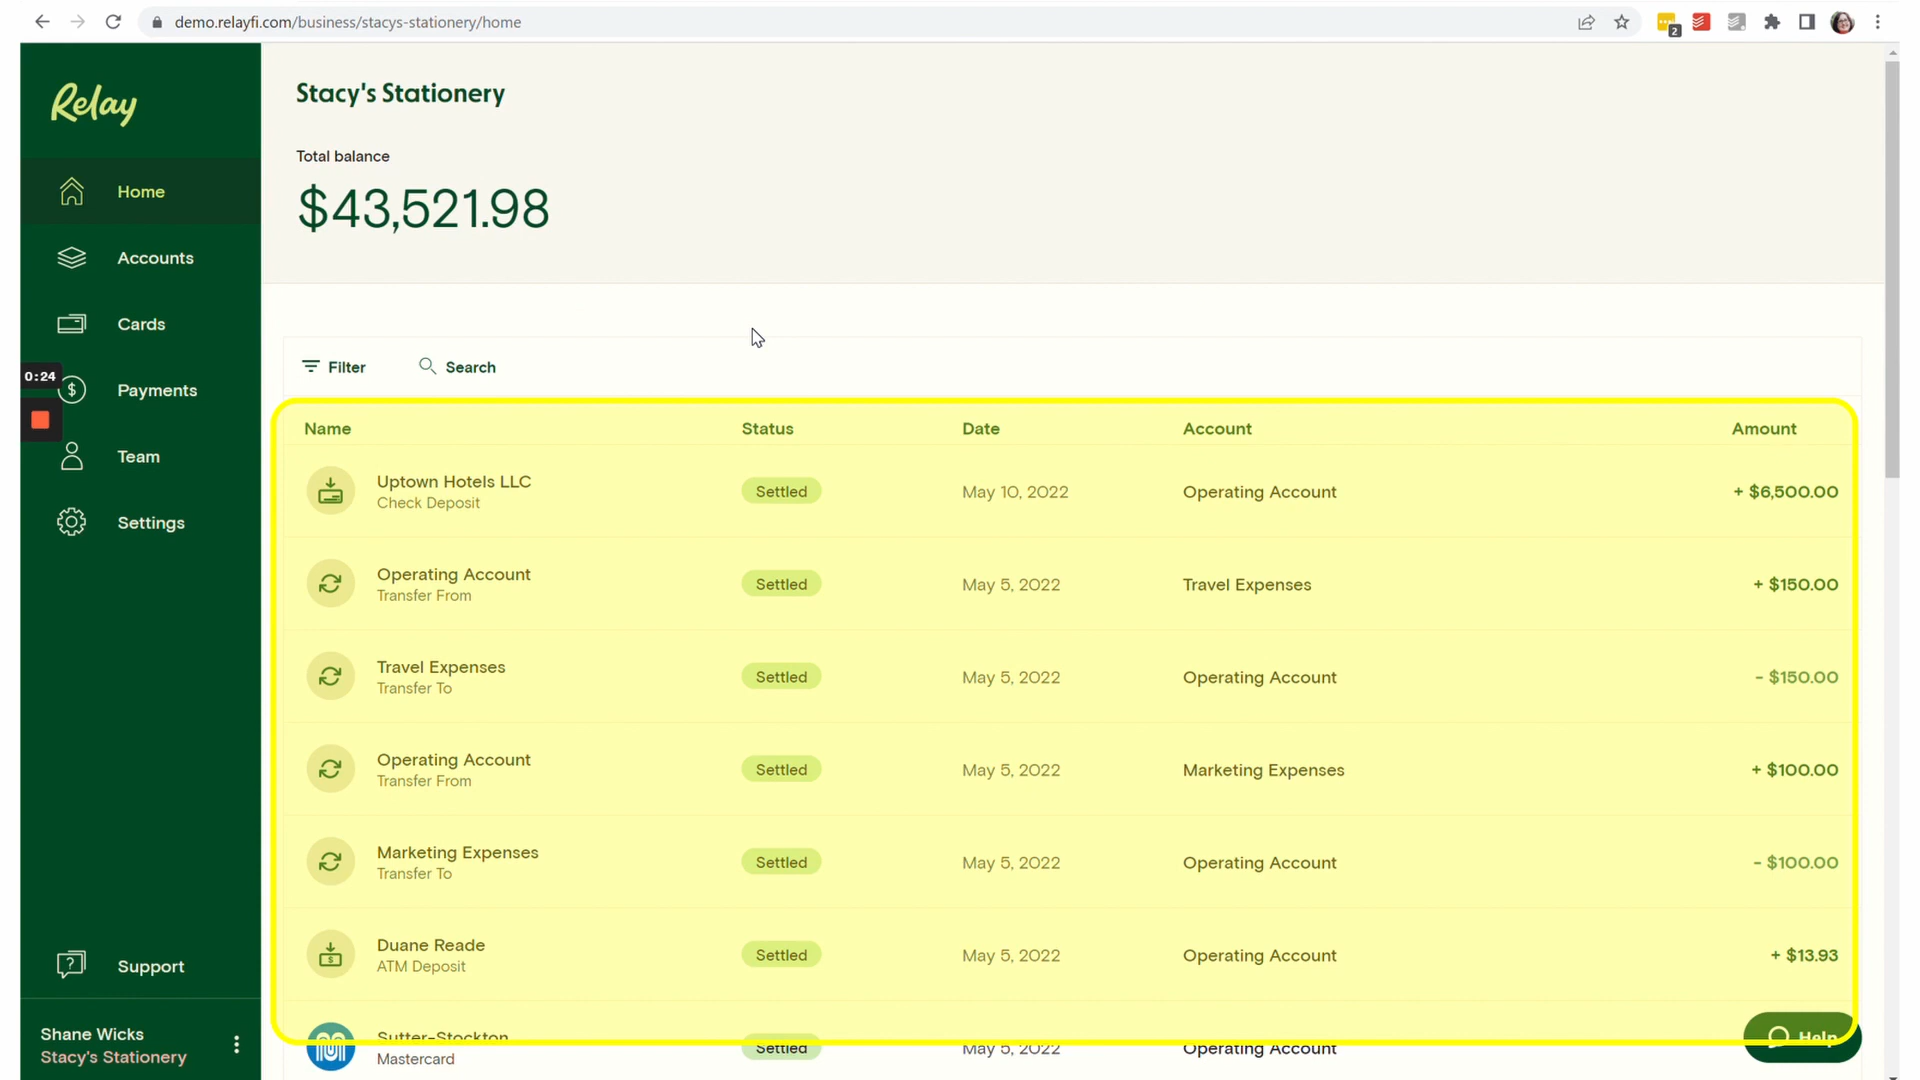 demo.relayfi.com/business/stacys-stationery/home
2
Relay
Home
Accounts
Cards
0:24
Payments
Team
Settings
Support
Shane Wicks
Stacy's Stationery
Stacy's Stationery
Total balance
$43,521.98
Filter Search
Name Status Date Account Amount
Uptown Hotels LLC
Check Deposit
Settled May 10, 2022 Operating Account + $6,500.00
Operating Account
Transfer From
Settled May 5, 2022 Travel Expenses + $150.00
Travel Expenses
Transfer To
Settled May 5, 2022 Operating Account - $150.00
Operating Account
Transfer From
Settled May 5, 2022 Marketing Expenses + $100.00
Marketing Expenses
Transfer To
Settled May 5, 2022 Operating Account - $100.00
Duane Reade
ATM Deposit
Settled May 5, 2022 Operating Account + $13.93
Sutter-Stockton
Mastercard
Settled May 5, 2022 Operating Account
Help